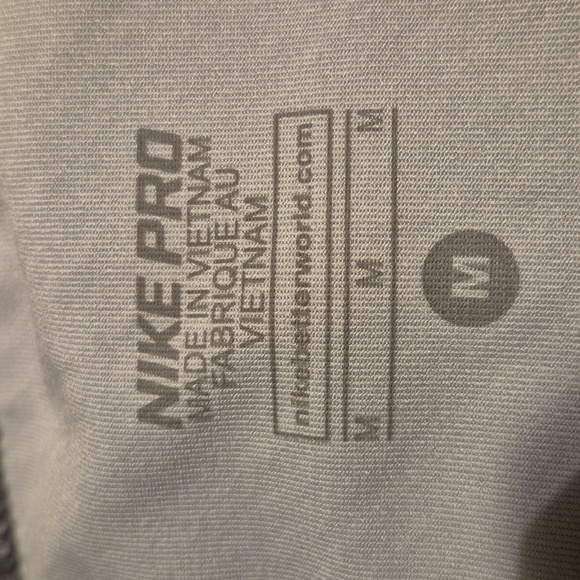 NIKE PRO
MADE IN VIETNAM
FABRIQUE AU
VIETNAM
nikebetterworld.com
M M M
M